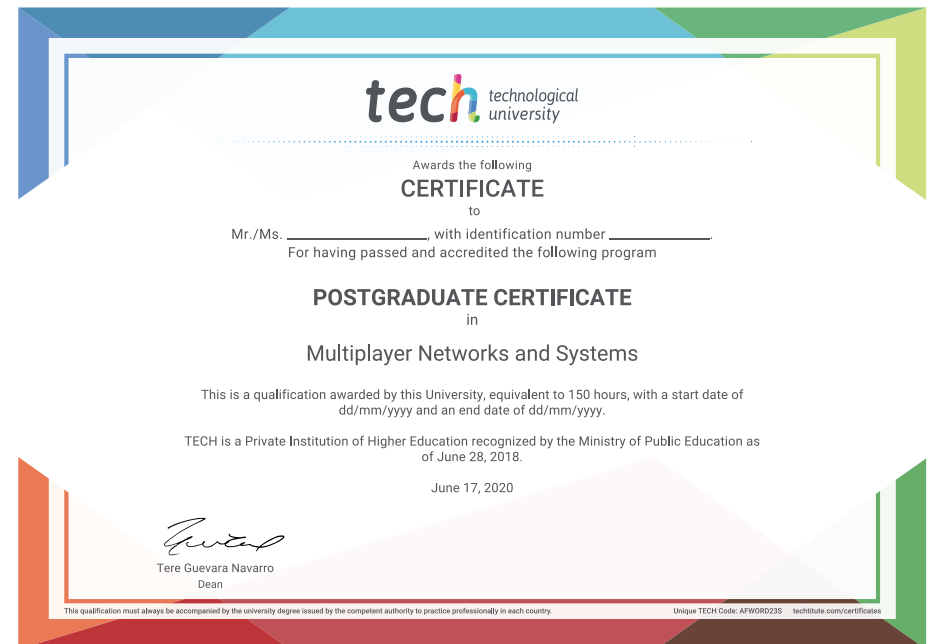 tech technological
university
Awards the following
CERTIFICATE
to
Mr./Ms. ____________________, with identification number ______________.
For having passed and accredited the following program
POSTGRADUATE CERTIFICATE
in
Multiplayer Networks and Systems
This is a qualification awarded by this University, equivalent to 150 hours, with a start date of
dd/mm/yyyy and an end date of dd/mm/yyyy.
TECH is a Private Institution of Higher Education recognized by the Ministry of Public Education as
of June 28, 2018.
June 17, 2020
Tere Guevara Navarro
Dean
This qualification must always be accompanied by the university degree issued by the competent authority to practice professionally in each country. Unique TECH Code: AFWORD23S techtitute.com/certificates